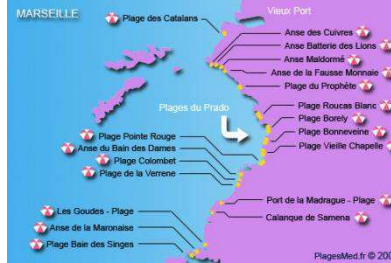 MARSEILLE
Vieux Port
Plage des Catalans
Anse des Cuivres
Anse Batterie des Lions
Anse Maldormé
Anse de la Fausse Monnaie
Plage du Prophète
Plages du Prado
Plage Roucas Blanc
Plage Borely
Plage Bonneveine
Plage Vieille Chapelle
Plage Pointe Rouge
Anse du Bain des Dames
Plage Colombet
Plage de la Verrerie
Port de la Madrague - Plage
Calanque de Samena
Les Goudes - Plage
Anse de la Maronaise
Plage Baie des Singes
PlagesMed.fr ©